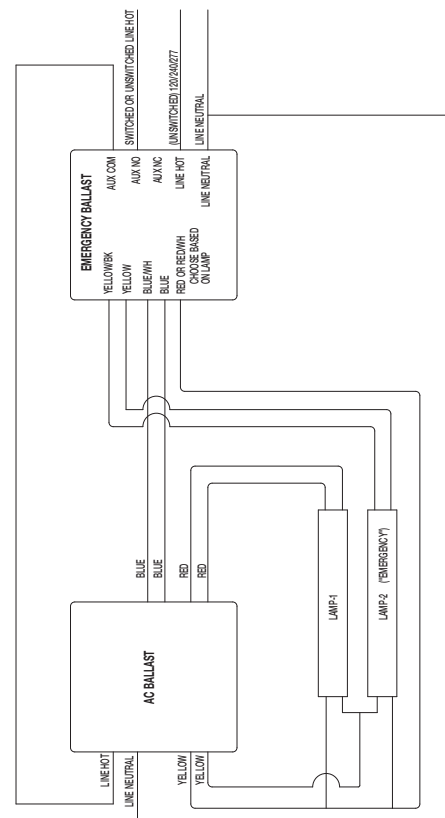 SWITCHED OR UNSWITCHED LINE HOT
(UNSWITCHED) 120/240/277
LINE NEUTRAL
EMERGENCY BALLAST
AUX COM
AUX NO
AUX NC
LINE HOT
LINE NEUTRAL
YELLOW/BK
YELLOW
BLUE/WH
BLUE
RED OR RED/WH
CHOOSE BASED
ON LAMP
BLUE
BLUE
RED
RED
AC BALLAST
LINE HOT
LINE NEUTRAL
YELLOW
YELLOW
LAMP-1
LAMP-2 ("EMERGENCY")